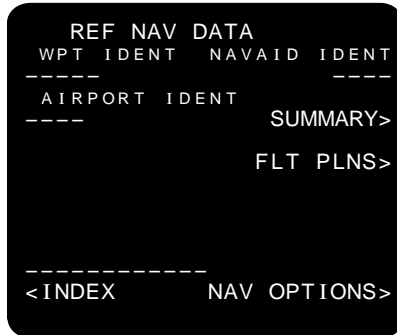 REF NAV DATA
WPT IDENT NAVAID IDENT
----- ----
AIRPORT IDENT
---- SUMMARY>
FLT PLNS>
------------
<INDEX NAV OPTIONS>